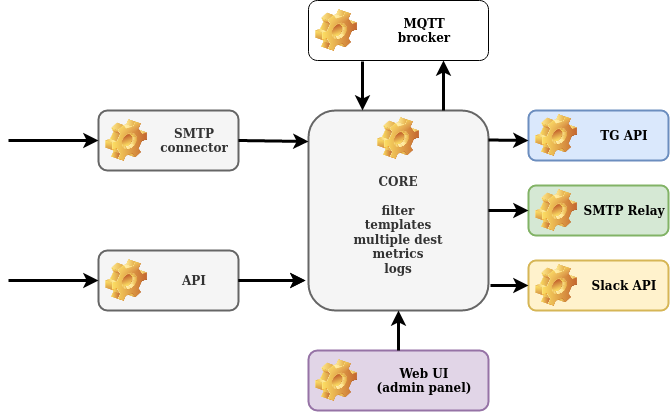 MQTT
brocker
SMTP
connector
CORE
filter
templates
multiple dest
metrics
logs
API
TG API
SMTP Relay
Slack API
Web UI
(admin panel)